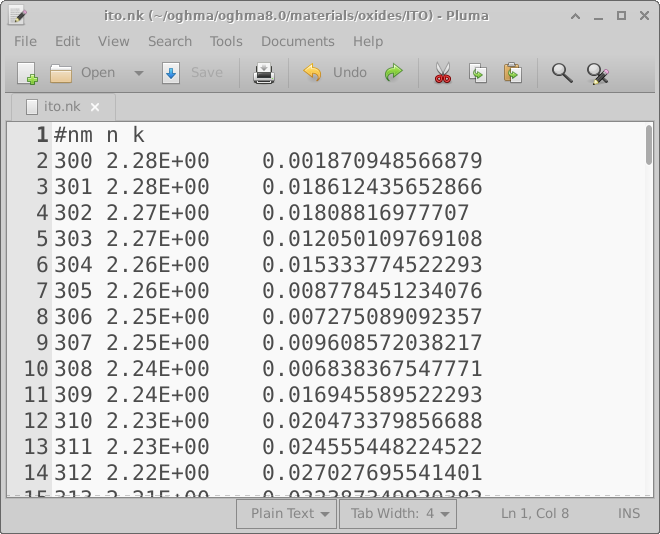 ito.nk (~/oghma/oghma8.0/materials/oxides/ITO) - Pluma
File Edit View Search Tools Documents Help
Open Save Undo
ito.nk
1 #nm n k
2 300 2.28E+00 0.001870948566879
3 301 2.28E+00 0.018612435652866
4 302 2.27E+00 0.01808816977707
5 303 2.27E+00 0.012050109769108
6 304 2.26E+00 0.015333774522293
7 305 2.26E+00 0.008778451234076
8 306 2.25E+00 0.007275089092357
9 307 2.25E+00 0.009608572038217
10 308 2.24E+00 0.006838367547771
11 309 2.24E+00 0.016945589522293
12 310 2.23E+00 0.020473379856688
13 311 2.23E+00 0.024555448224522
14 312 2.22E+00 0.027027695541401
15 313 2.21E+00
Plain Text Tab Width: 4 Ln 1, Col 8 INS